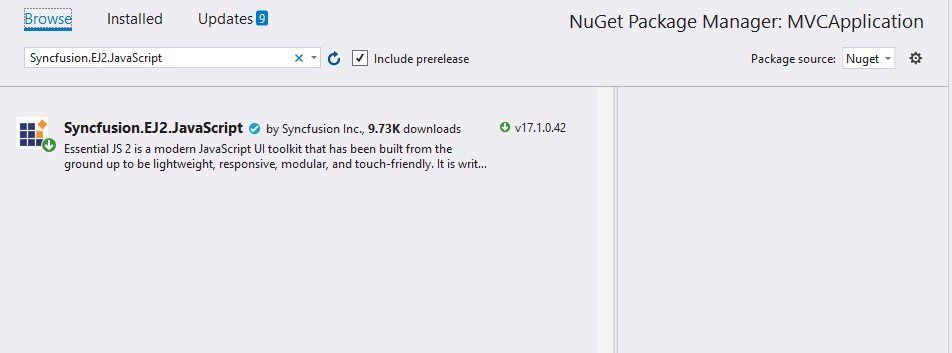 Browse Installed Updates 9 NuGet Package Manager: MVCApplication
Syncfusion.EJ2.JavaScript Include prerelease Package source: Nuget
Syncfusion.EJ2.JavaScript by Syncfusion Inc., 9.73K downloads v17.1.0.42
Essential JS 2 is a modern JavaScript UI toolkit that has been built from the
ground up to be lightweight, responsive, modular, and touch-friendly. It is writ...